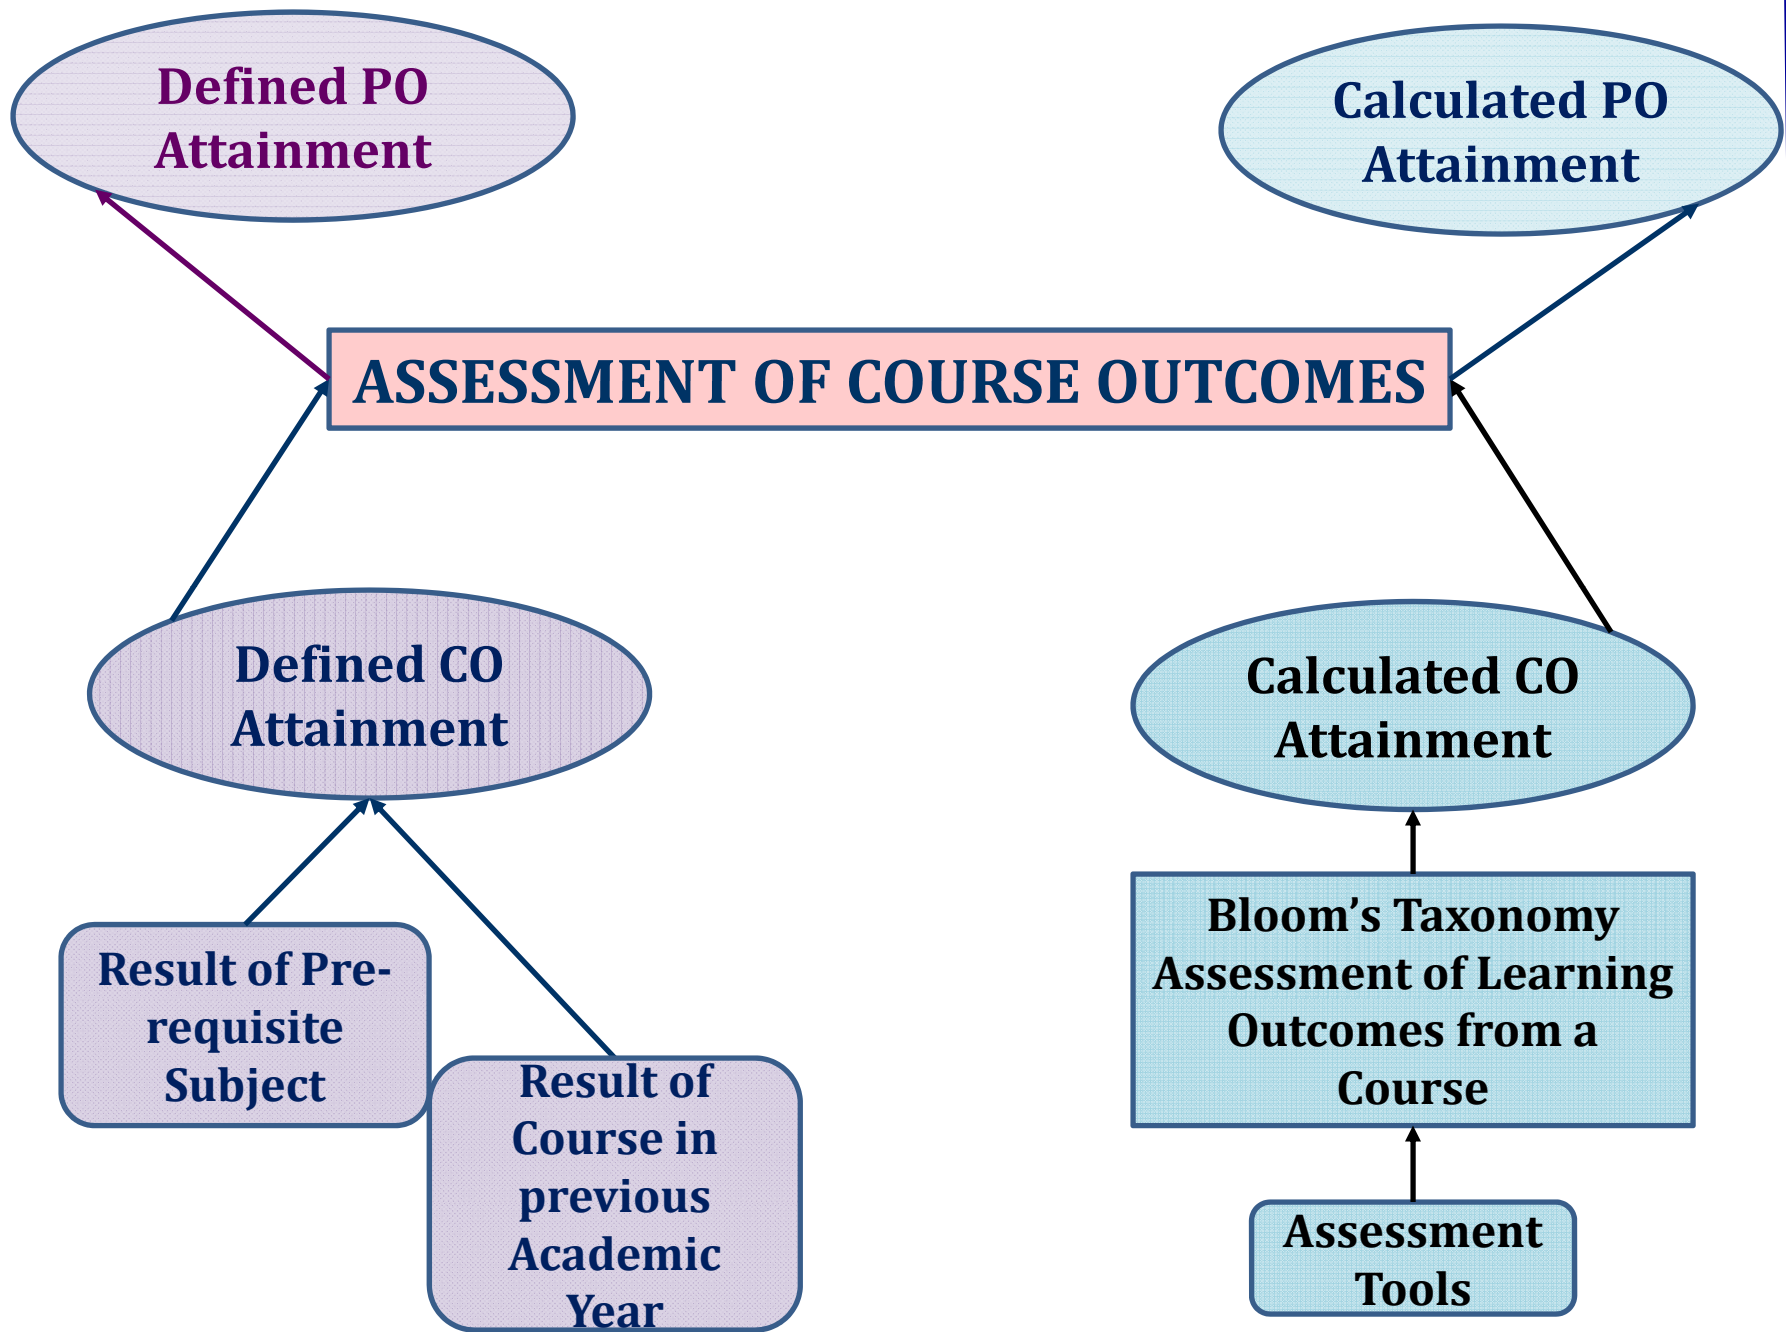 Defined PO
Attainment
Calculated PO
Attainment
ASSESSMENT OF COURSE OUTCOMES
Defined CO
Attainment
Calculated CO
Attainment
Result of Pre-
requisite
Subject
Result of
Course in
previous
Academic
Year
Bloom’s Taxonomy
Assessment of Learning
Outcomes from a
Course
Assessment
Tools